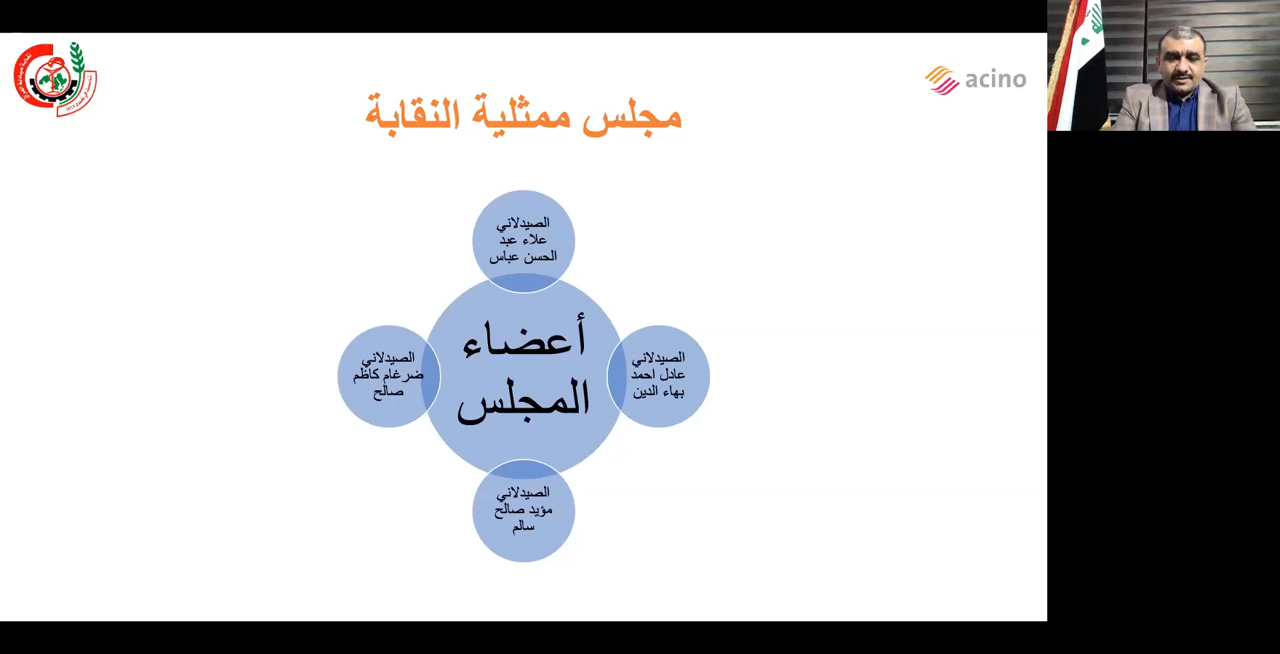 acino
مجلس ممثلية النقابة
الصيدلاني
علاء عبد
الحسن عباس
أعضاء
المجلس
الصيدلاني
عادل احمد
بهاء الدين
الصيدلاني
مؤيد صالح
سالم
الصيدلاني
ضرغام كاظم
صالح